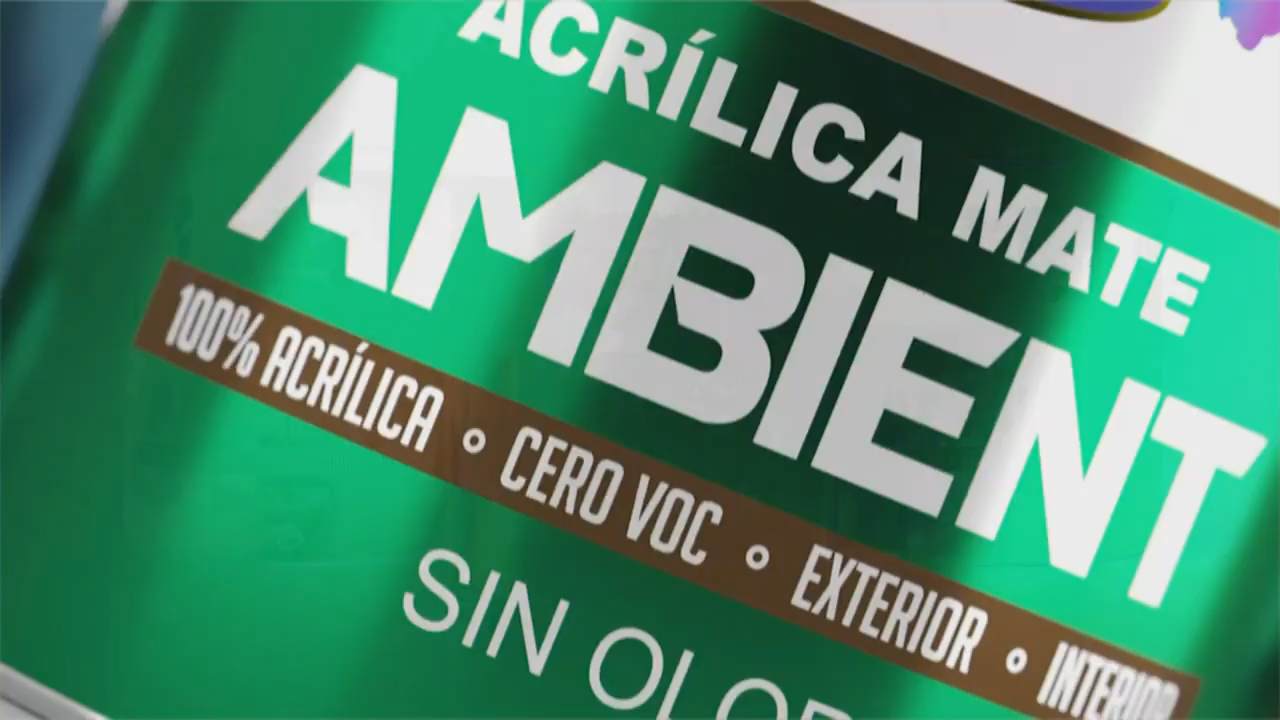 ACRÍLICA MATE
AMBIENT
100% ACRÍLICA ° CERO VOC ° EXTERIOR ° INTERIOR
SIN OLOR